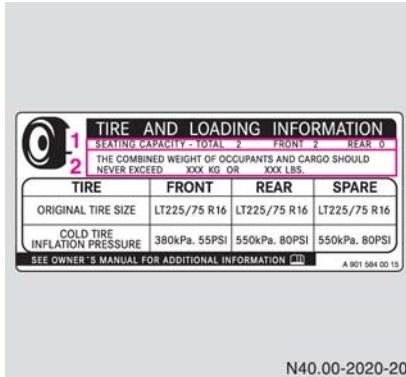 TIRE AND LOADING INFORMATION
1 SEATING CAPACITY - TOTAL 2 FRONT 2 REAR 0
2 THE COMBINED WEIGHT OF OCCUPANTS AND CARGO SHOULD
NEVER EXCEED XXX KG OR XXX LBS.
TIRE FRONT REAR SPARE
ORIGINAL TIRE SIZE LT225/75 R16 LT225/75 R16 LT225/75 R16
COLD TIRE
INFLATION PRESSURE 380kPa. 55PSI 550kPa. 80PSI 550kPa. 80PSI
SEE OWNER'S MANUAL FOR ADDITIONAL INFORMATION A 901 584 00 15
N40.00-2020-20